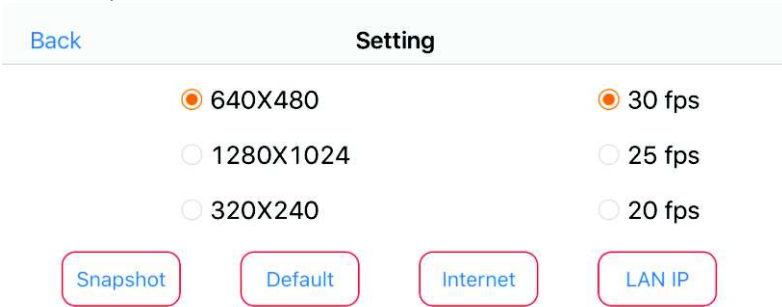 Back Setting
640X480 30 fps
1280X1024 25 fps
320X240 20 fps
Snapshot Default Internet LAN IP